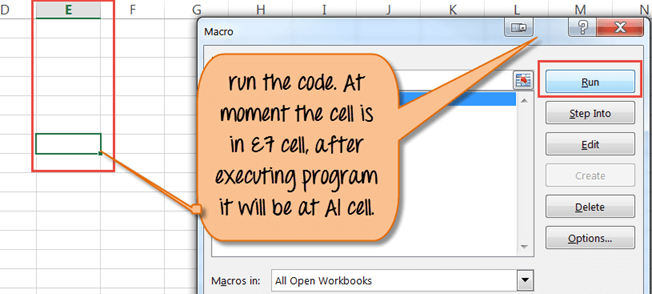 D E F G H I J K L M N
Macro
run the code. At
moment the cell is
in E7 cell, after
executing program
it will be at A1 cell.
Run
Step Into
Edit
Create
Delete
Options...
Macros in: All Open Workbooks